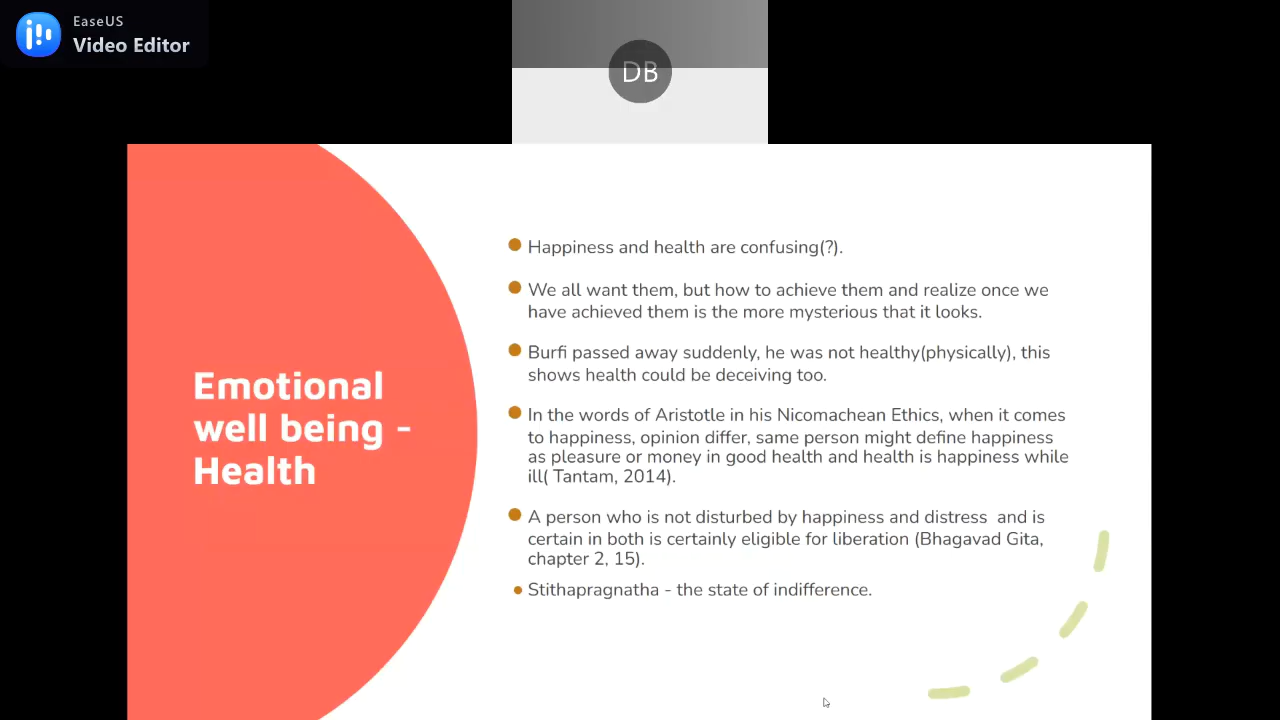 EaseUS
Video Editor
DB
Emotional
well being -
Health
Happiness and health are confusing(?).
We all want them, but how to achieve them and realize once we
have achieved them is the more mysterious that it looks.
Burfi passed away suddenly, he was not healthy(physically), this
shows health could be deceiving too.
In the words of Aristotle in his Nicomachean Ethics, when it comes
to happiness, opinion differ, same person might define happiness
as pleasure or money in good health and health is happiness while
ill( Tantam, 2014).
A person who is not disturbed by happiness and distress  and is
certain in both is certainly eligible for liberation (Bhagavad Gita,
chapter 2, 15).
Stithapragnatha - the state of indifference.